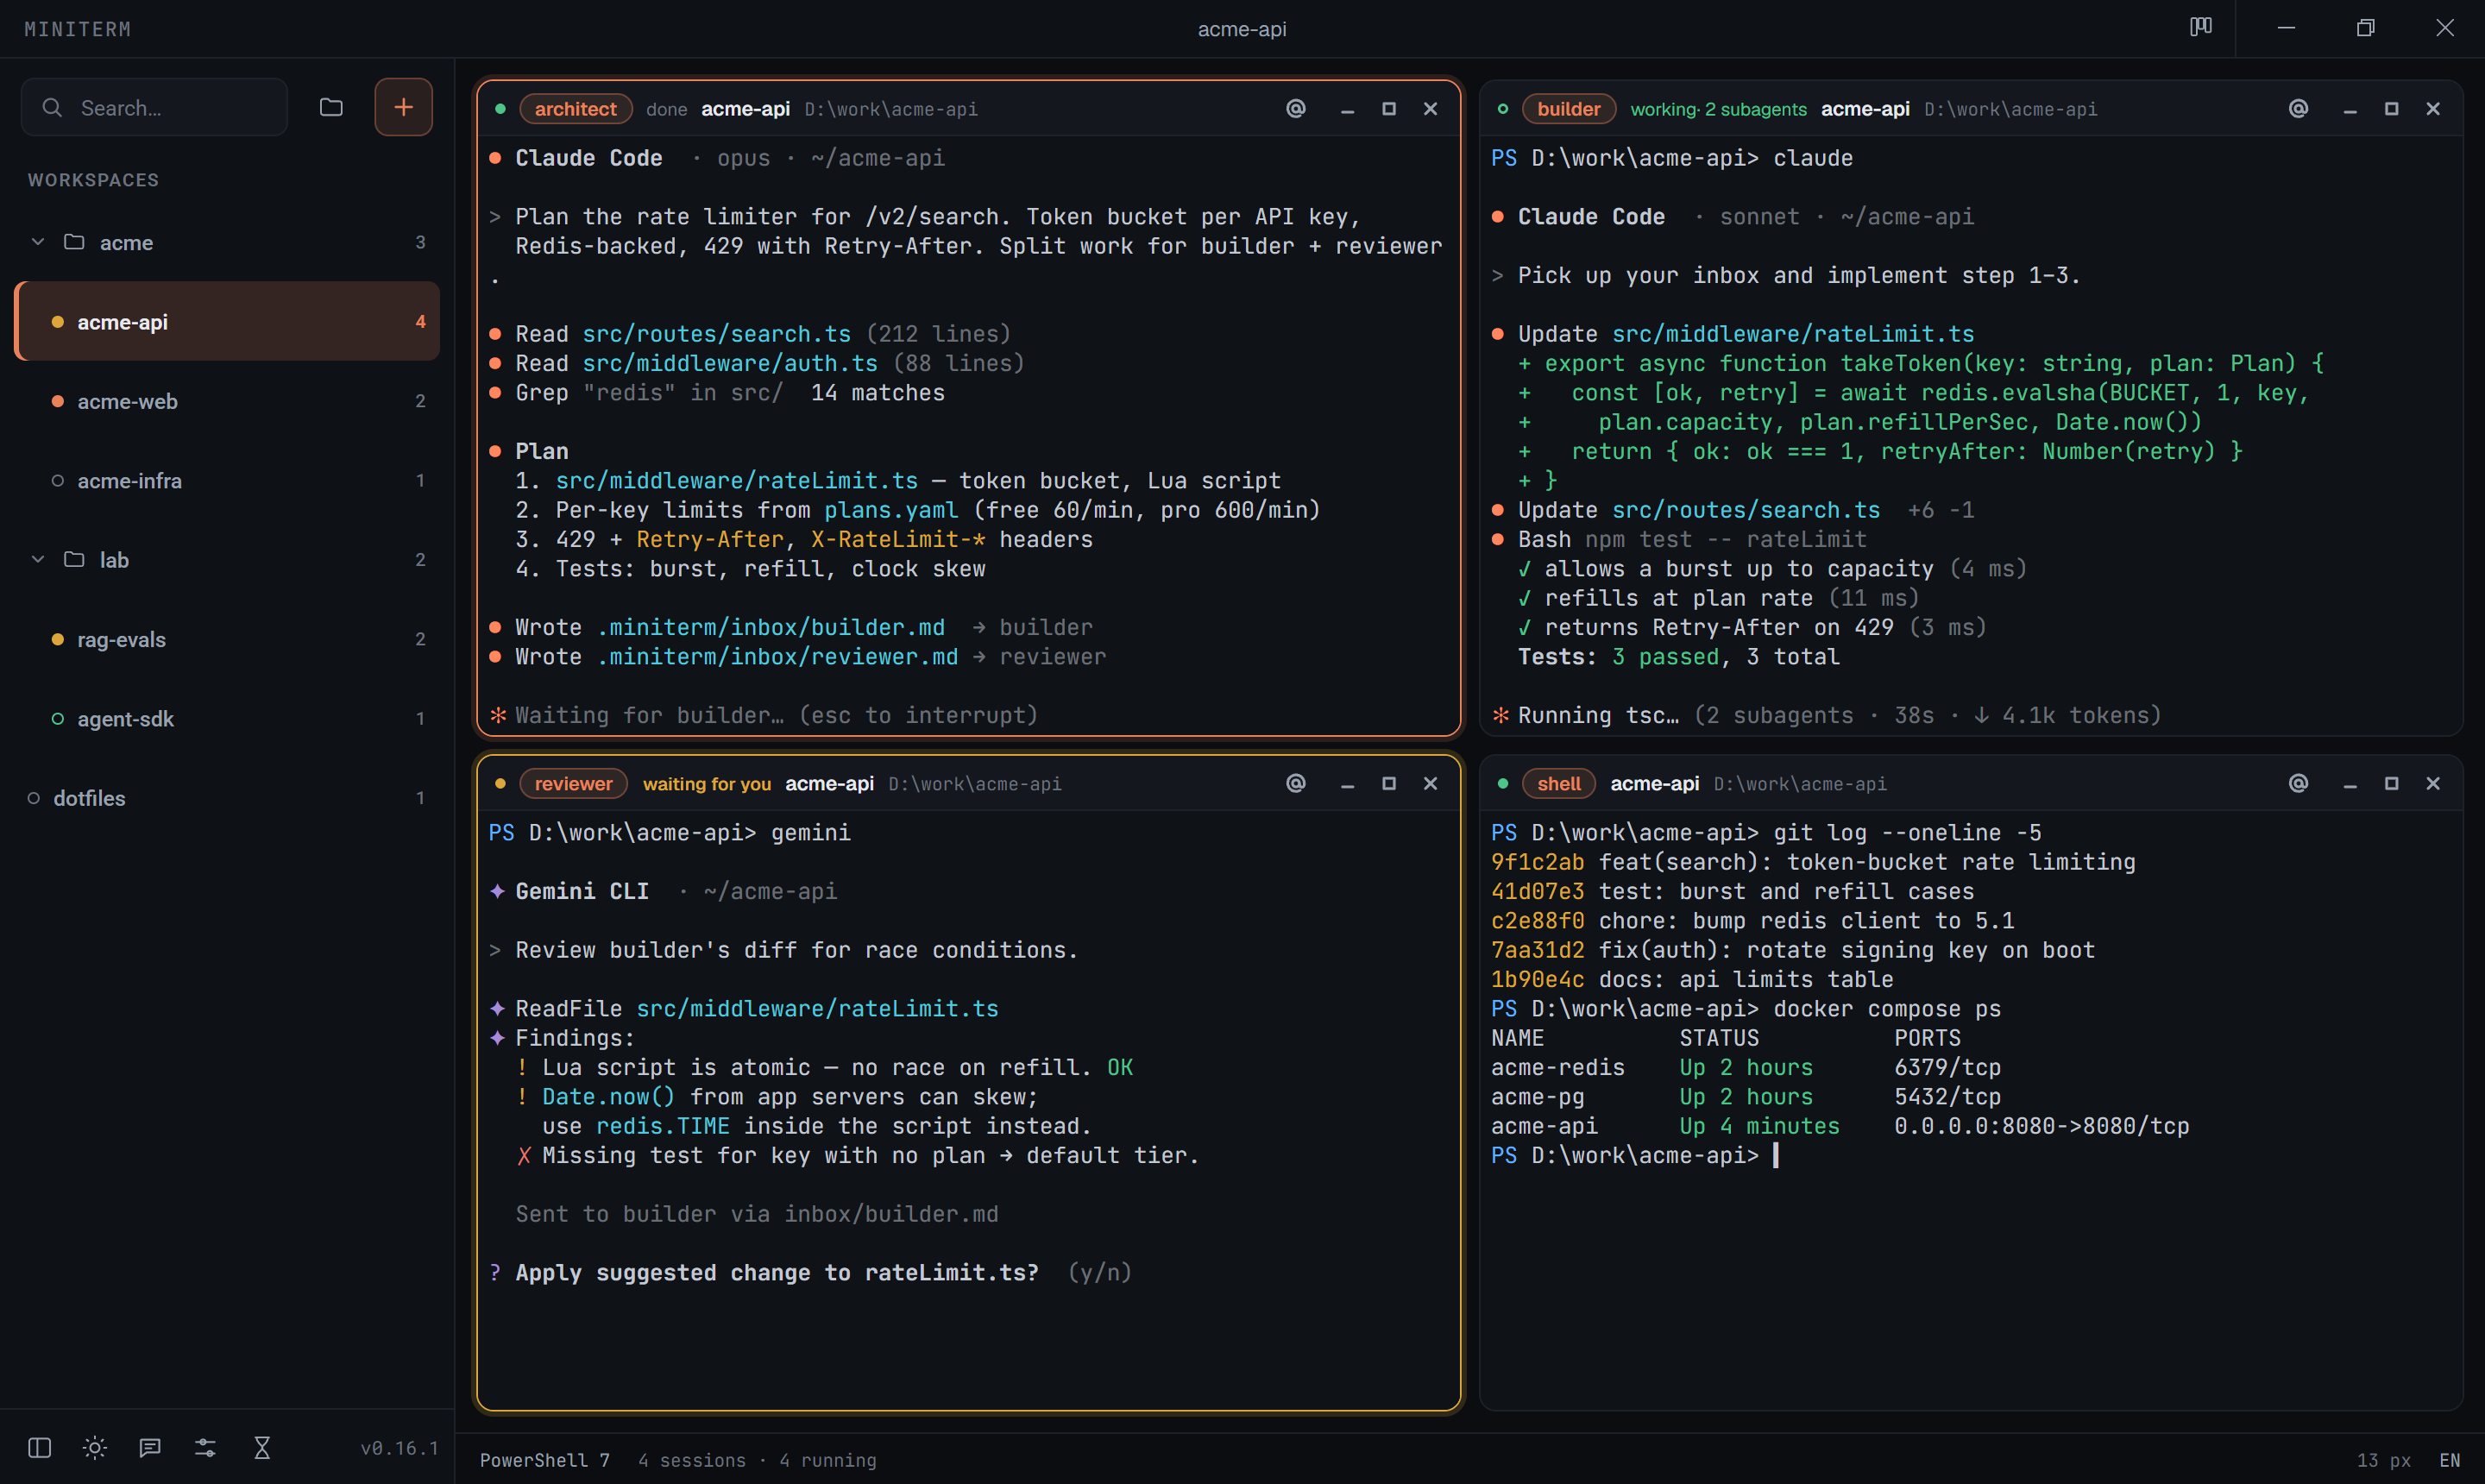 MINITERM
acme-api
Search...
WORKSPACES
acme 3
acme-api 4
acme-web 2
acme-infra 1
lab 2
rag-evals 2
agent-sdk 1
dotfiles 1
v0.16.1
architect done acme-api D:\work\acme-api
● Claude Code · opus · ~/acme-api
> Plan the rate limiter for /v2/search. Token bucket per API key,
Redis-backed, 429 with Retry-After. Split work for builder + reviewer
.
● Read src/routes/search.ts (212 lines)
● Read src/middleware/auth.ts (88 lines)
● Grep "redis" in src/ 14 matches
● Plan
1. src/middleware/rateLimit.ts — token bucket, Lua script
2. Per-key limits from plans.yaml (free 60/min, pro 600/min)
3. 429 + Retry-After, X-RateLimit-* headers
4. Tests: burst, refill, clock skew
● Wrote .miniterm/inbox/builder.md → builder
● Wrote .miniterm/inbox/reviewer.md → reviewer
✻ Waiting for builder… (esc to interrupt)
builder working· 2 subagents acme-api D:\work\acme-api
PS D:\work\acme-api> claude
● Claude Code · sonnet · ~/acme-api
> Pick up your inbox and implement step 1–3.
● Update src/middleware/rateLimit.ts
+ export async function takeToken(key: string, plan: Plan) {
+ const [ok, retry] = await redis.evalsha(BUCKET, 1, key,
+ plan.capacity, plan.refillPerSec, Date.now())
+ return { ok: ok === 1, retryAfter: Number(retry) }
+ }
● Update src/routes/search.ts +6 -1
● Bash npm test -- rateLimit
✓ allows a burst up to capacity (4 ms)
✓ refills at plan rate (11 ms)
✓ returns Retry-After on 429 (3 ms)
Tests: 3 passed, 3 total
✻ Running tsc… (2 subagents · 38s · ↓ 4.1k tokens)
reviewer waiting for you acme-api D:\work\acme-api
PS D:\work\acme-api> gemini
✦ Gemini CLI · ~/acme-api
> Review builder's diff for race conditions.
✦ ReadFile src/middleware/rateLimit.ts
✦ Findings:
! Lua script is atomic — no race on refill. OK
! Date.now() from app servers can skew;
use redis.TIME inside the script instead.
✗ Missing test for key with no plan → default tier.
Sent to builder via inbox/builder.md
? Apply suggested change to rateLimit.ts? (y/n)
shell acme-api D:\work\acme-api
PS D:\work\acme-api> git log --oneline -5
9f1c2ab feat(search): token-bucket rate limiting
41d07e3 test: burst and refill cases
c2e88f0 chore: bump redis client to 5.1
7aa31d2 fix(auth): rotate signing key on boot
1b90e4c docs: api limits table
PS D:\work\acme-api> docker compose ps
NAME STATUS PORTS
acme-redis Up 2 hours 6379/tcp
acme-pg Up 2 hours 5432/tcp
acme-api Up 4 minutes 0.0.0.0:8080->8080/tcp
PS D:\work\acme-api>
PowerShell 7 4 sessions · 4 running
13 px EN